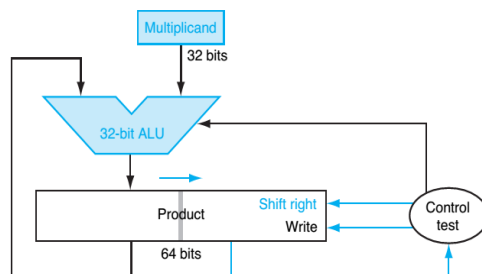 Multiplicand
32 bits
32-bit ALU
Shift right
Product
Write
Control
test
64 bits